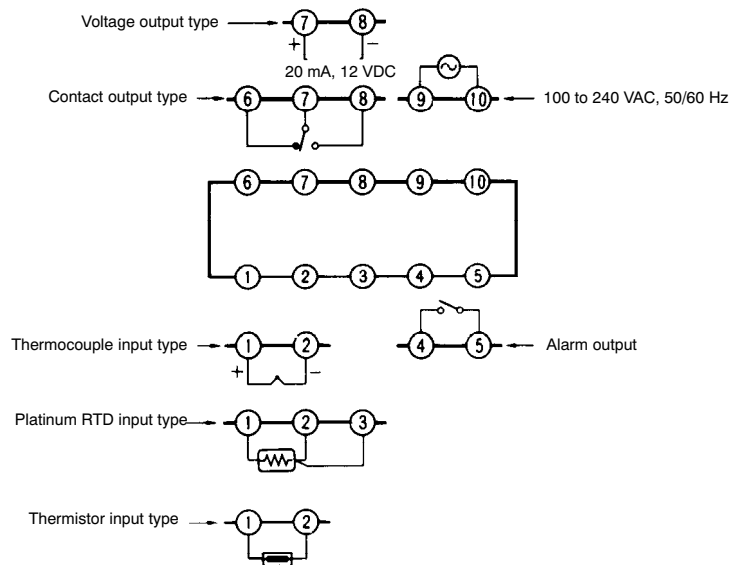 Voltage output type
7 8
+ −
20 mA, 12 VDC
Contact output type
6 7 8 9 10
100 to 240 VAC, 50/60 Hz
6 7 8 9 10
1 2 3 4 5
Thermocouple input type
1 2
+ −
4 5
Alarm output
Platinum RTD input type
1 2 3
Thermistor input type
1 2